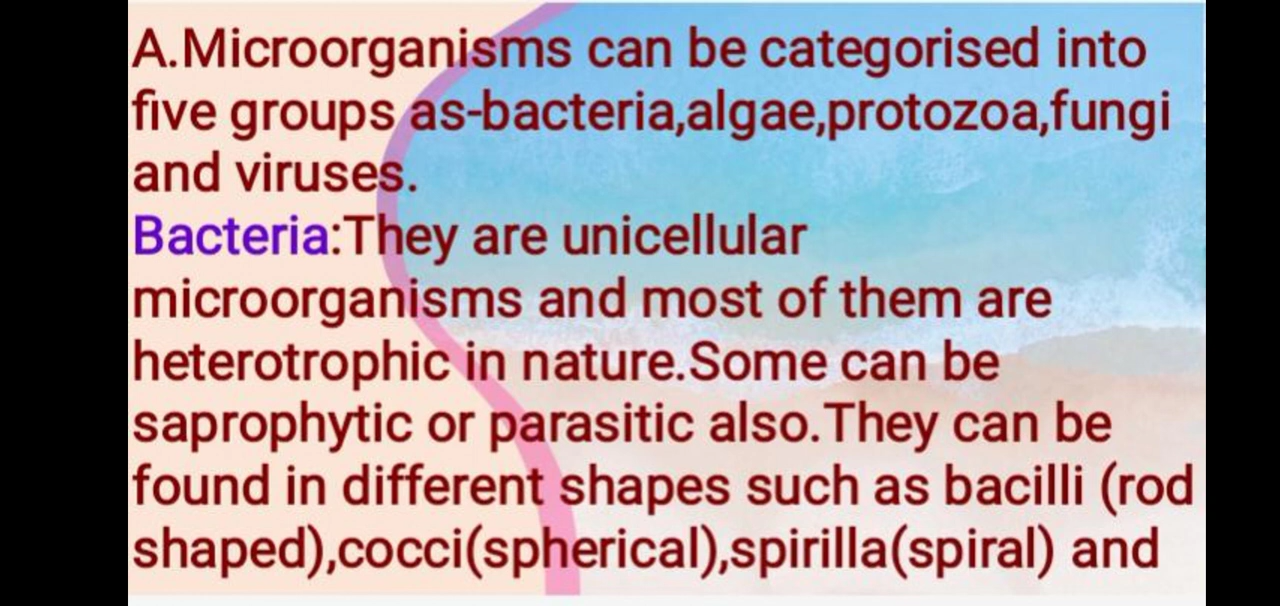 A.Microorganisms can be categorised into
five groups as-bacteria,algae,protozoa,fungi
and viruses.
Bacteria:They are unicellular
microorganisms and most of them are
heterotrophic in nature.Some can be
saprophytic or parasitic also.They can be
found in different shapes such as bacilli (rod
shaped),cocci(spherical),spirilla(spiral) and